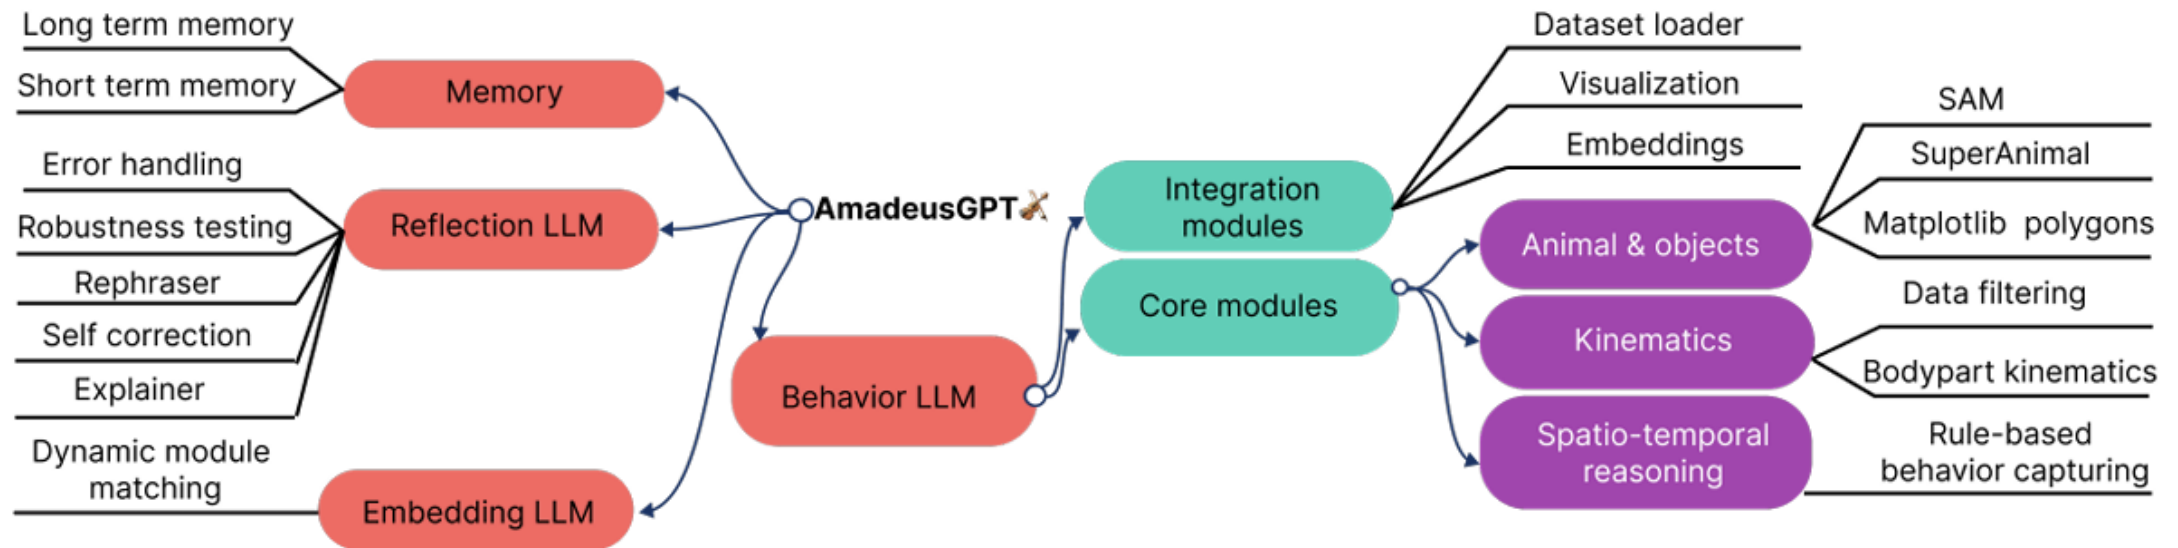 Long term memory
Short term memory
Memory
Error handling
Robustness testing
Rephraser
Self correction
Explainer
Reflection LLM
Dynamic module
matching
Embedding LLM
AmadeusGPT
Behavior LLM
Integration
modules
Core modules
Dataset loader
Visualization
Embeddings
Animal & objects
Kinematics
Spatio-temporal
reasoning
SAM
SuperAnimal
Matplotlib polygons
Data filtering
Bodypart kinematics
Rule-based
behavior capturing